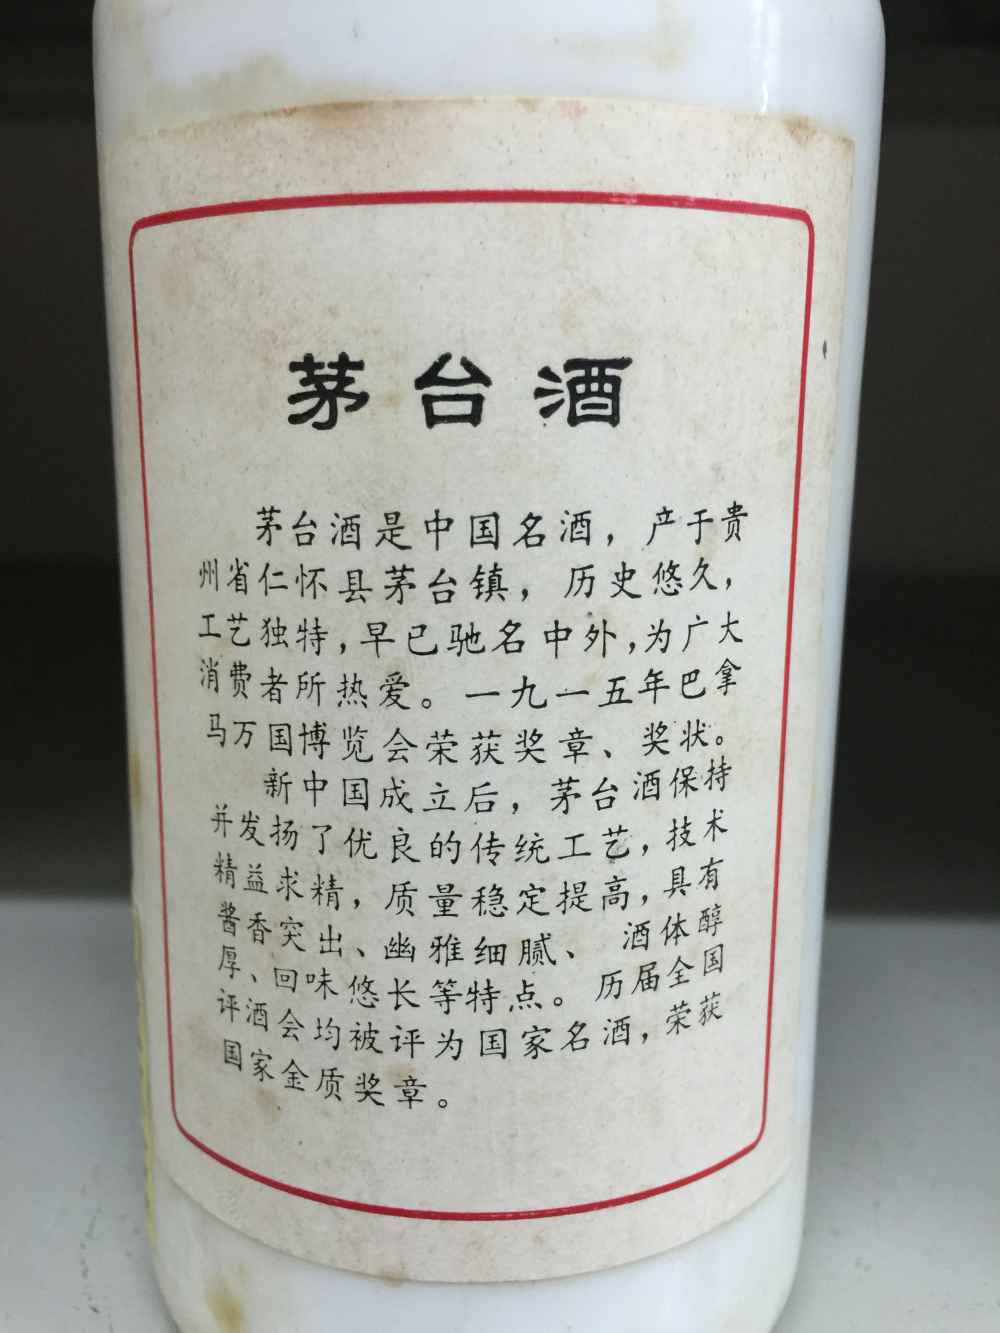 茅台酒
茅台酒是中国名酒，产于贵
州省仁怀县茅台镇，历史悠久，
工艺独特，早已驰名中外，为广大
消费者所热爱。一九一五年巴拿
马万国博览会荣获奖章、奖状。
新中国成立后，茅台酒保持
并发扬了优良的传统工艺，技术
精益求精，质量稳定提高，具有
酱香突出、幽雅细腻、酒体醇
厚、回味悠长等特点。历届全国
评酒会均被评为国家名酒，荣获
国家金质奖章。